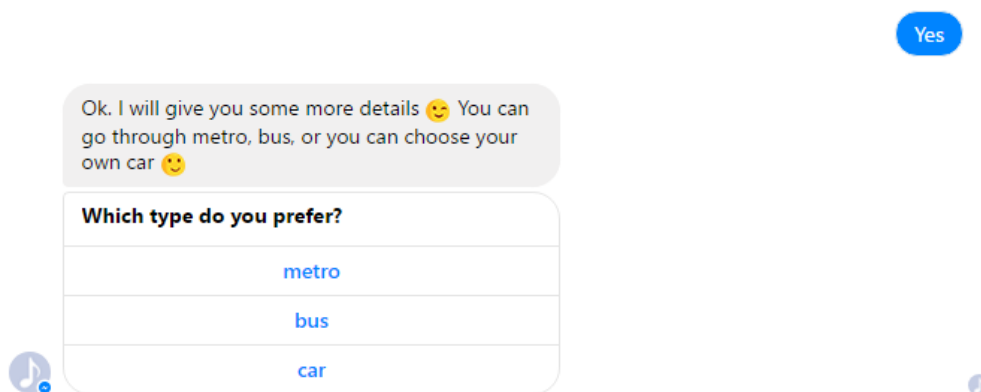 Yes
Ok. I will give you some more details 😉 You can
go through metro, bus, or you can choose your
own car 🙂
Which type do you prefer?
metro
bus
car